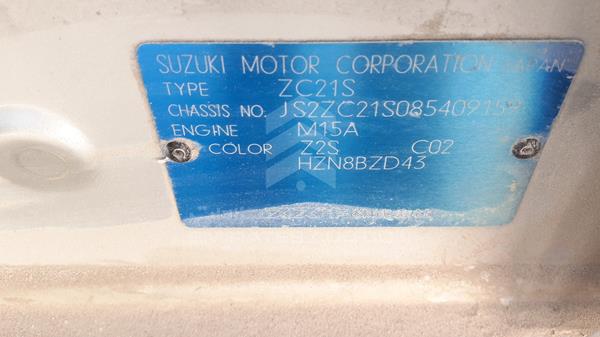 SUZUKI MOTOR CORPORATION JAPAN
TYPE ZC21S
CHASSIS NO. JS2ZC21S085409159
ENGINE M15A
COLOR Z2S C02
HZN8BZD43